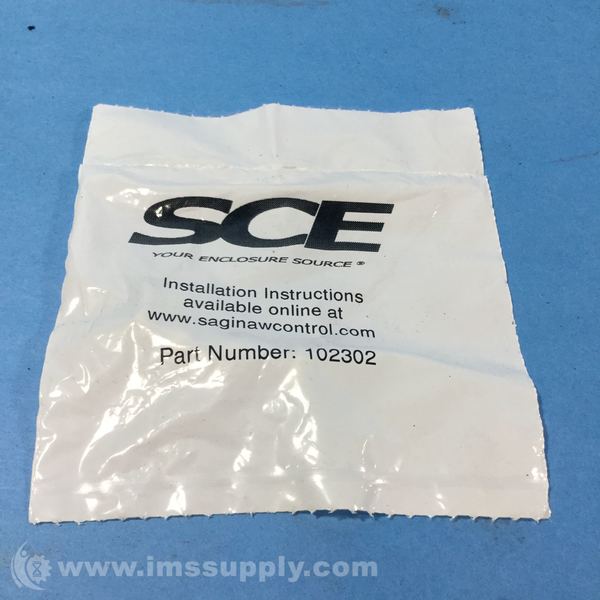 SCE
YOUR ENCLOSURE SOURCE ®
Installation Instructions
available online at
www.saginawcontrol.com
Part Number: 102302
www.imssupply.com